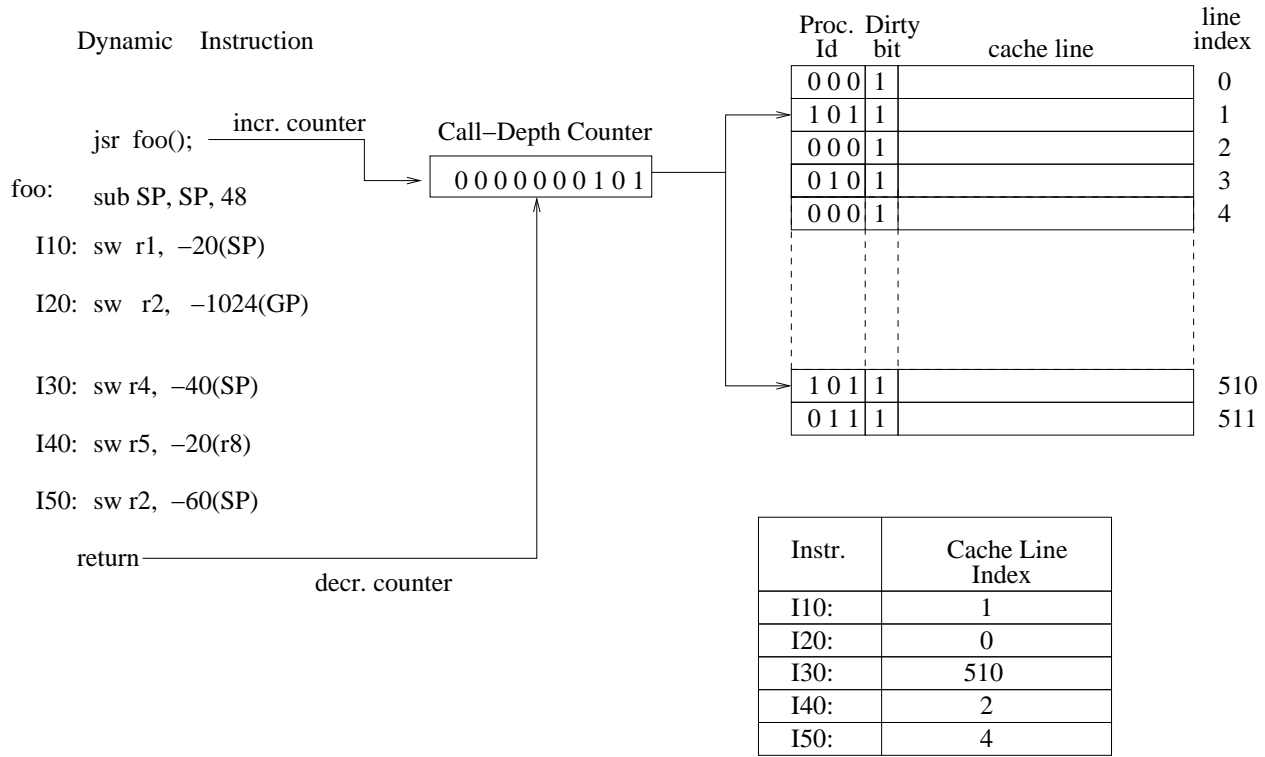 Dynamic Instruction
jsr foo();
incr. counter
foo:
sub SP, SP, 48
I10: sw r1, −20(SP)
I20: sw r2, −1024(GP)
I30: sw r4, −40(SP)
I40: sw r5, −20(r8)
I50: sw r2, −60(SP)
return
decr. counter
Call−Depth Counter
0 0 0 0 0 0 0 1 0 1
Proc. Id Dirty bit cache line line index
0 0 0 1 0
1 0 1 1 1
0 0 0 1 2
0 1 0 1 3
0 0 0 1 4
1 0 1 1 510
0 1 1 1 511
Instr. Cache Line Index
I10: 1
I20: 0
I30: 510
I40: 2
I50: 4